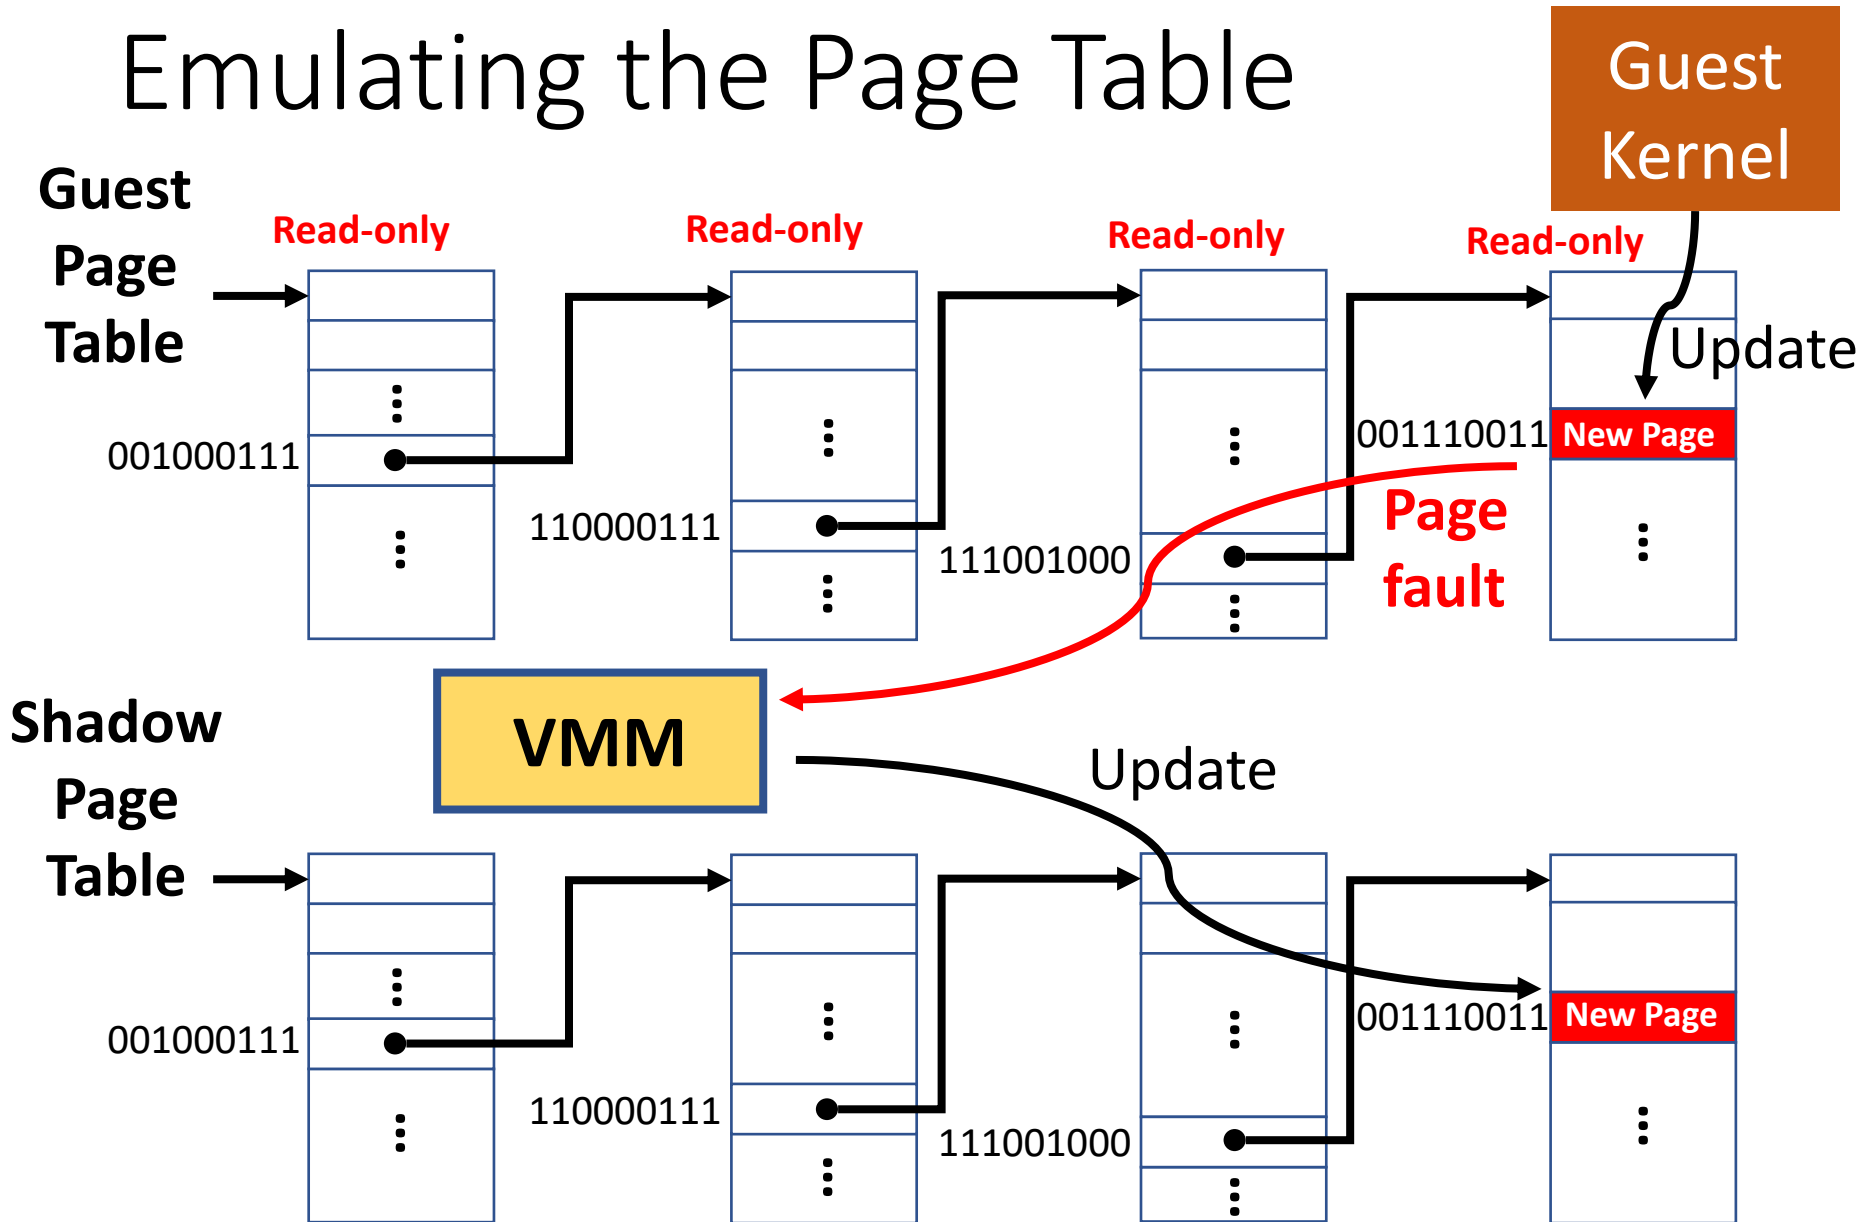 Emulating the Page Table
Guest
Kernel
Guest
Page
Table
Read-only
Read-only
Read-only
Read-only
Update
001000111
110000111
111001000
001110011
New Page
Page
fault
VMM
Shadow
Page
Table
Update
001000111
110000111
111001000
001110011
New Page